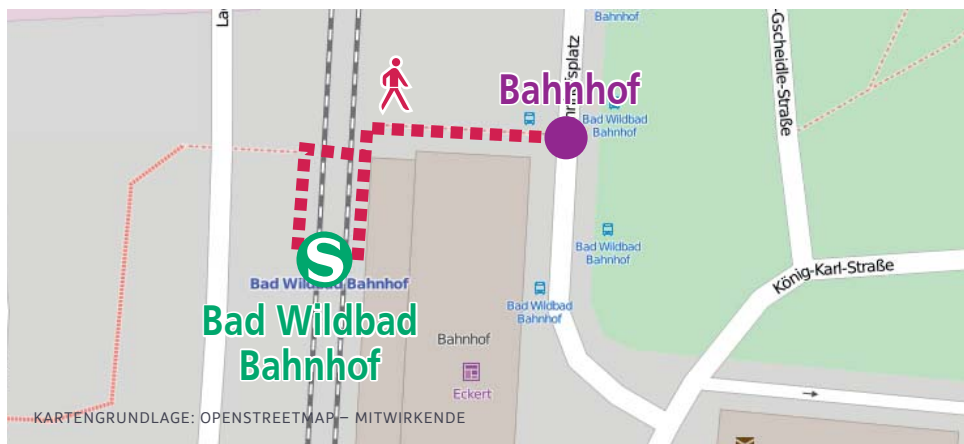 Bahnhof
-Gscheidle-Straße
Bahnhof
Bad Wildbad
Bahnhof
Bad Wildbad
Bahnhof
König-Karl-Straße
S
Bad Wildbad Bahnhof
Bad Wildbad
Bahnhof
Bad Wildbad
Bahnhof
Bahnhof
Eckert
KARTENGRUNDLAGE: OPENSTREETMAP – MITWIRKENDE